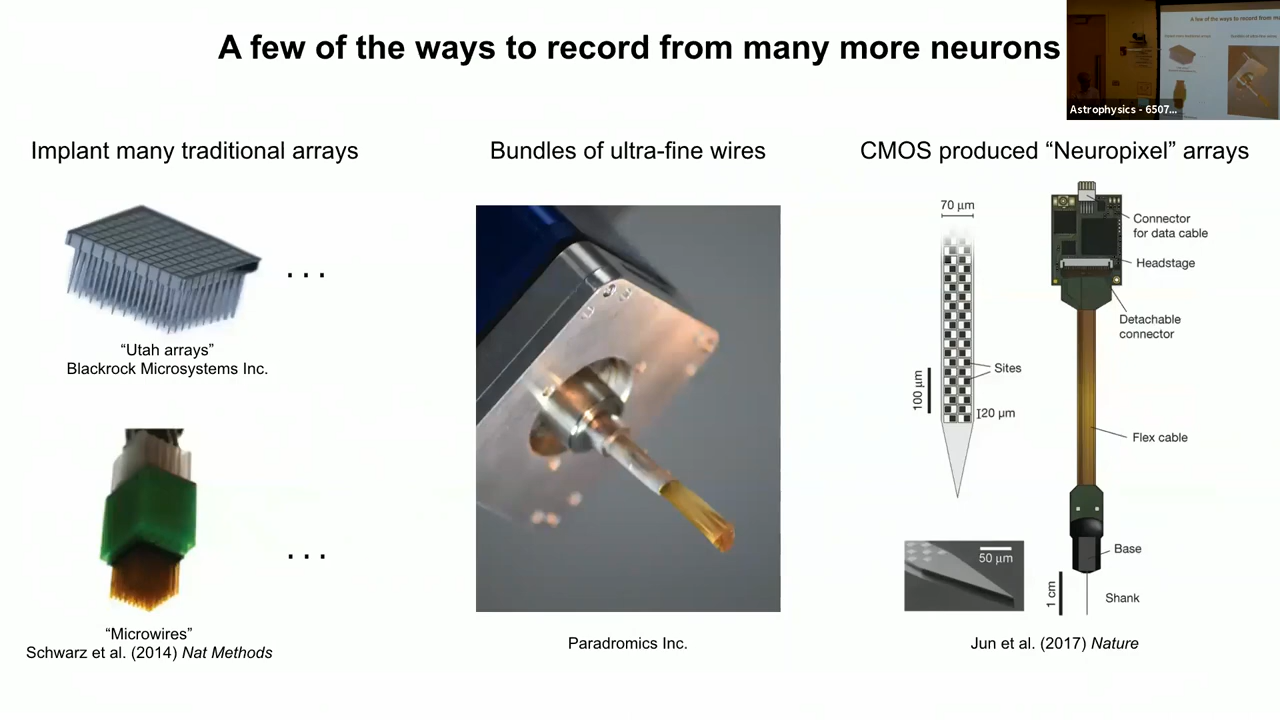 A few of the ways to record from many more neurons
Astrophysics - 6507...
Implant many traditional arrays
"Utah arrays"
Blackrock Microsystems Inc.
"Microwires"
Schwarz et al. (2014) Nat Methods
Bundles of ultra-fine wires
Paradromics Inc.
CMOS produced “Neuropixel” arrays
70 µm
Sites
100 µm
20 µm
50 µm
Connector
for data cable
Headstage
Detachable
connector
Flex cable
Base
1 cm
Shank
Jun et al. (2017) Nature